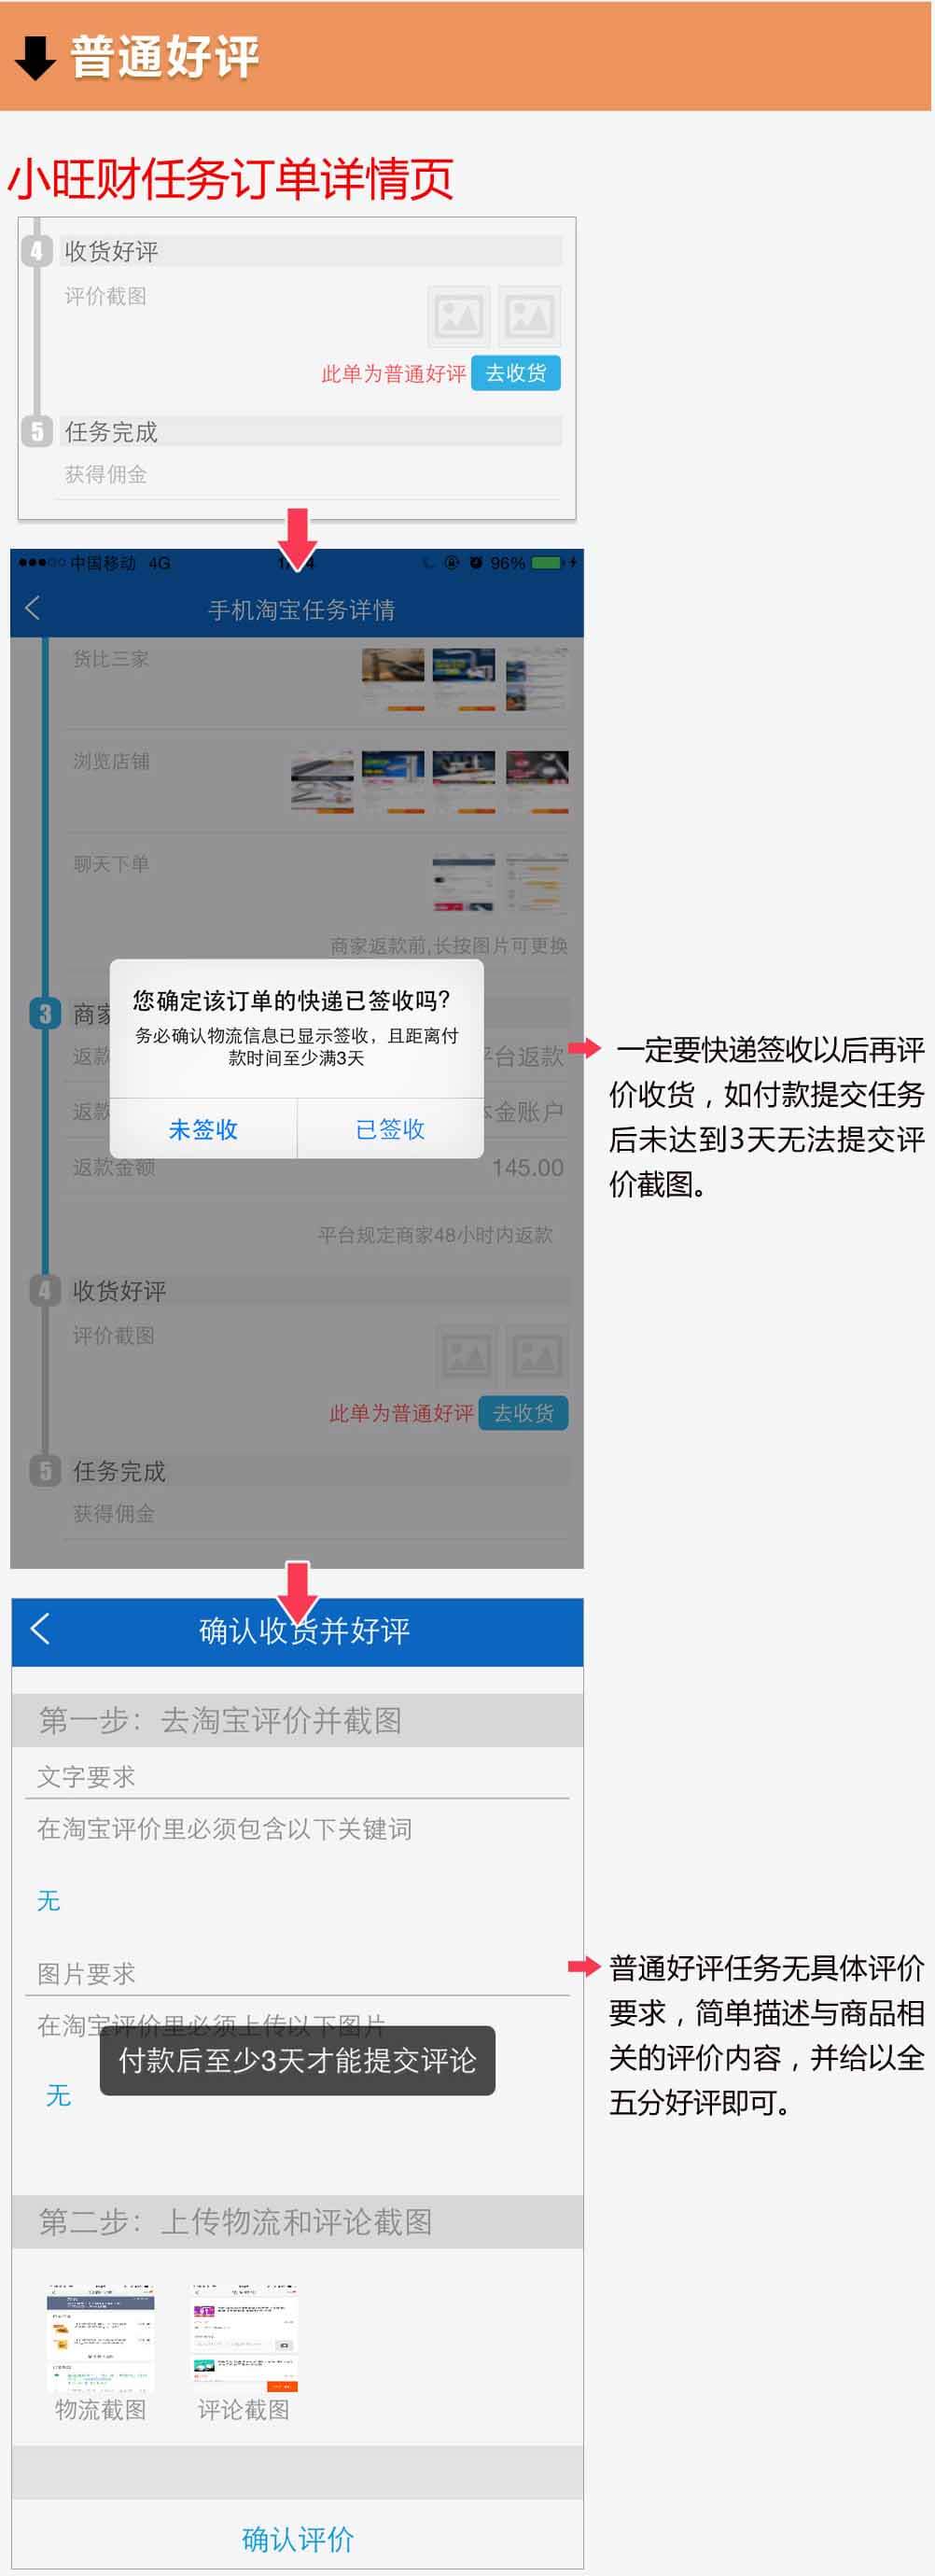 普通好评
小旺财任务订单详情页
4 收货好评
评价截图
此单为普通好评 去收货
5 任务完成
获得佣金
中国移动 4G 96%
手机淘宝任务详情
货比三家
浏览店铺
聊天下单
商家返款前,长按图片可更换
您确定该订单的快递已签收吗?
3 商家
务必确认物流信息已显示签收，且距离付
款时间至少满3天
返款 平台返款
返款 本金账户
未签收 已签收
返款金额 145.00
平台规定商家48小时内返款
一定要快递签收以后再评
价收货，如付款提交任务
后未达到3天无法提交评
价截图。
4 收货好评
评价截图
此单为普通好评 去收货
5 任务完成
获得佣金
确认收货并好评
第一步：去淘宝评价并截图
文字要求
在淘宝评价里必须包含以下关键词
无
图片要求
在淘宝评价里必须上传以下图片
付款后至少3天才能提交评论
无
普通好评任务无具体评价
要求，简单描述与商品相
关的评价内容，并给以全
五分好评即可。
第二步：上传物流和评论截图
物流截图 评论截图
确认评价